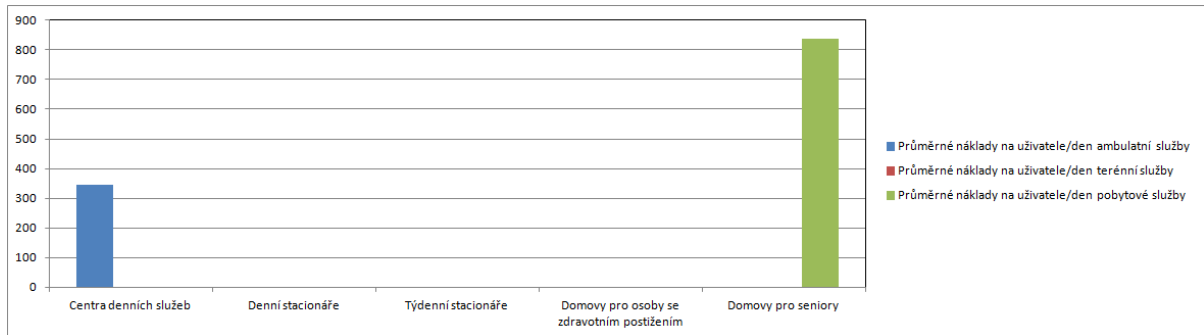 900
800
700
600
500
400
300
200
100
0
Centra denních služeb
Denní stacionáře
Týdenní stacionáře
Domovy pro osoby se
zdravotním postižením
Domovy pro seniory
Průměrné náklady na uživatele/den ambulatní služby
Průměrné náklady na uživatele/den terénní služby
Průměrné náklady na uživatele/den pobytové služby